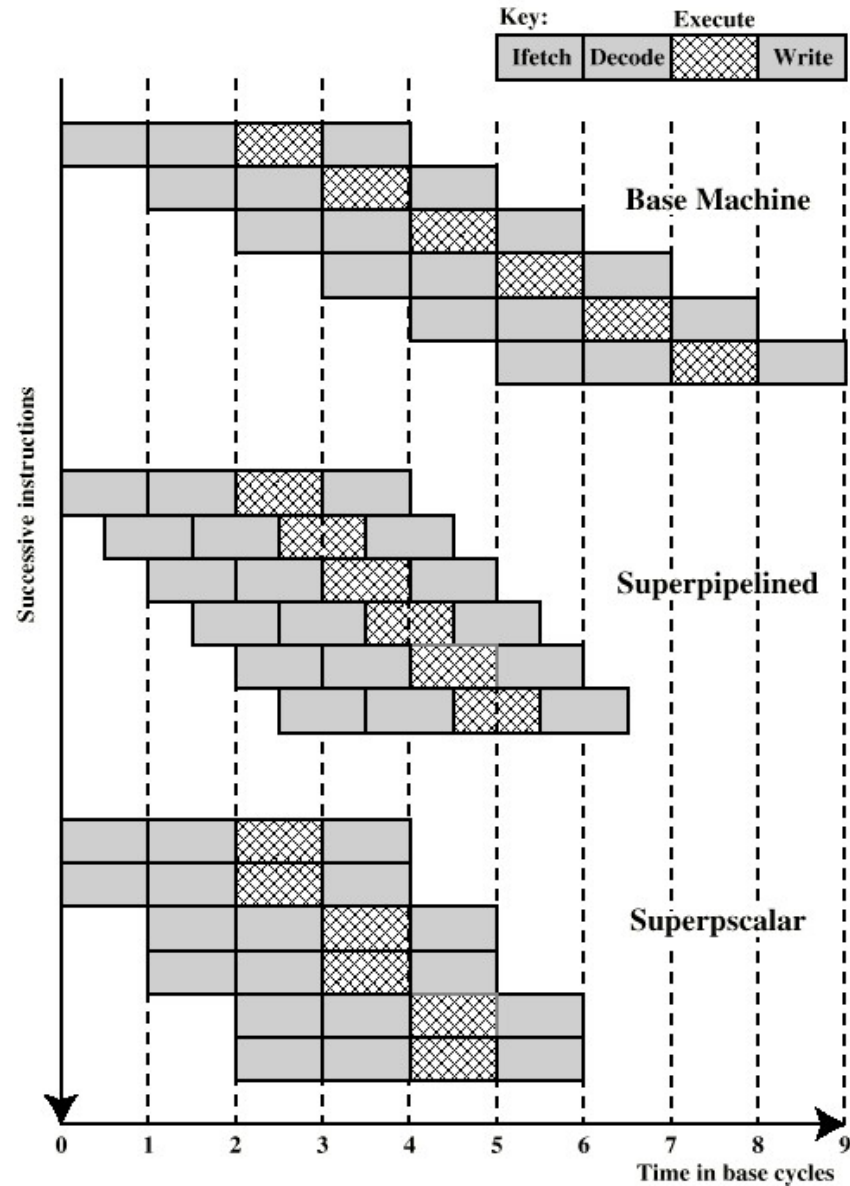 Key: Execute
Ifetch Decode Write
Base Machine
Successive instructions
Superpipelined
Superpscalar
0 1 2 3 4 5 6 7 8 9
Time in base cycles